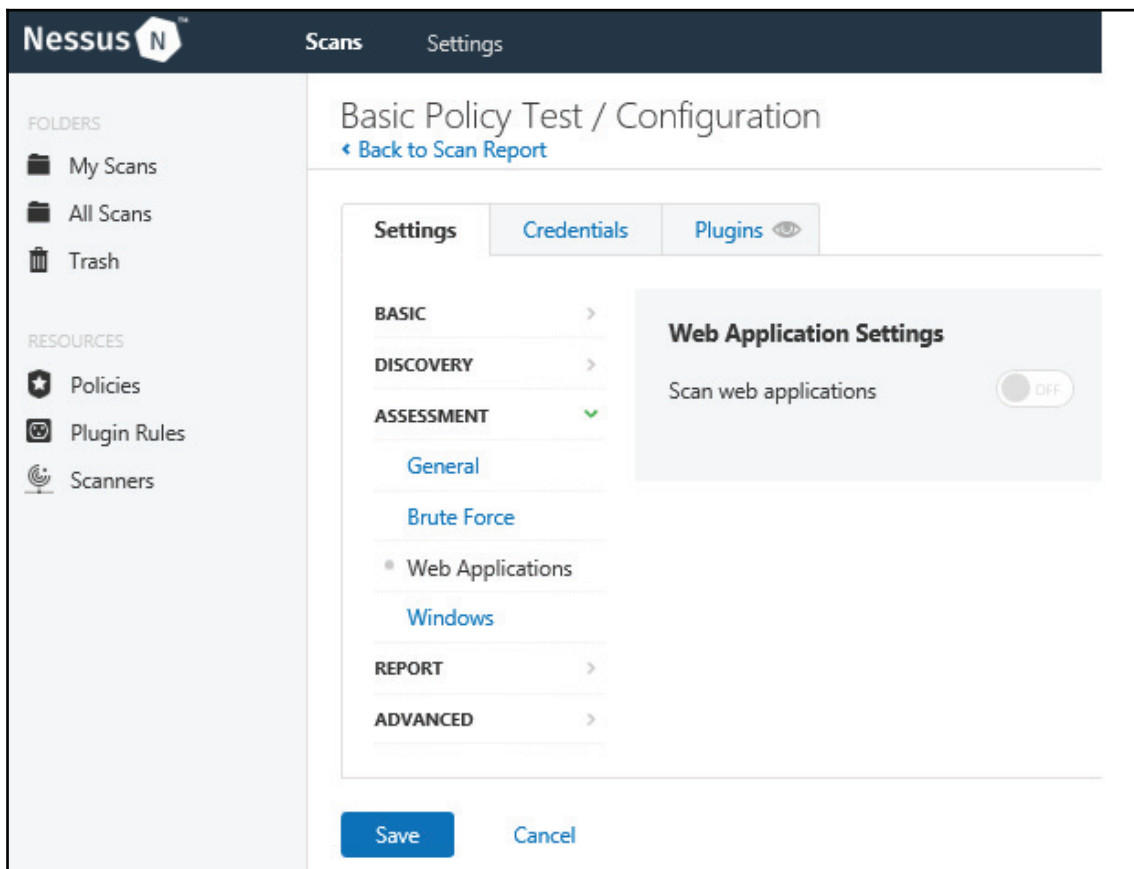 Nessus N ™
Scans Settings
FOLDERS
My Scans
All Scans
Trash
RESOURCES
Policies
Plugin Rules
Scanners
Basic Policy Test / Configuration
Back to Scan Report
Settings Credentials Plugins
BASIC
DISCOVERY
ASSESSMENT
General
Brute Force
Web Applications
Windows
REPORT
ADVANCED
Web Application Settings
Scan web applications OFF
Save Cancel